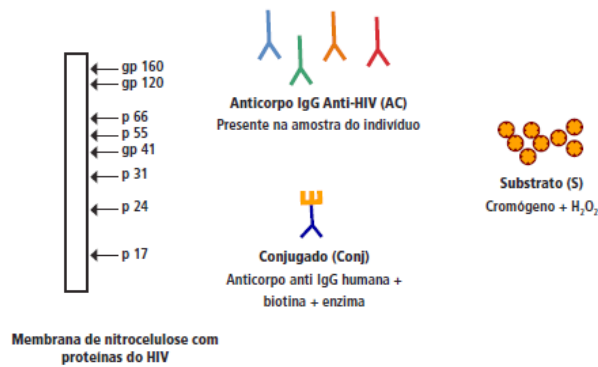 gp 160
gp 120
p 66
p 55
gp 41
p 31
p 24
p 17
Membrana de nitrocelulose com
proteínas do HIV
Anticorpo IgG Anti-HIV (AC)
Presente na amostra do indivíduo
Conjugado (Conj)
Anticorpo anti IgG humana +
biotina + enzima
Substrato (S)
Cromógeno + H₂O₂